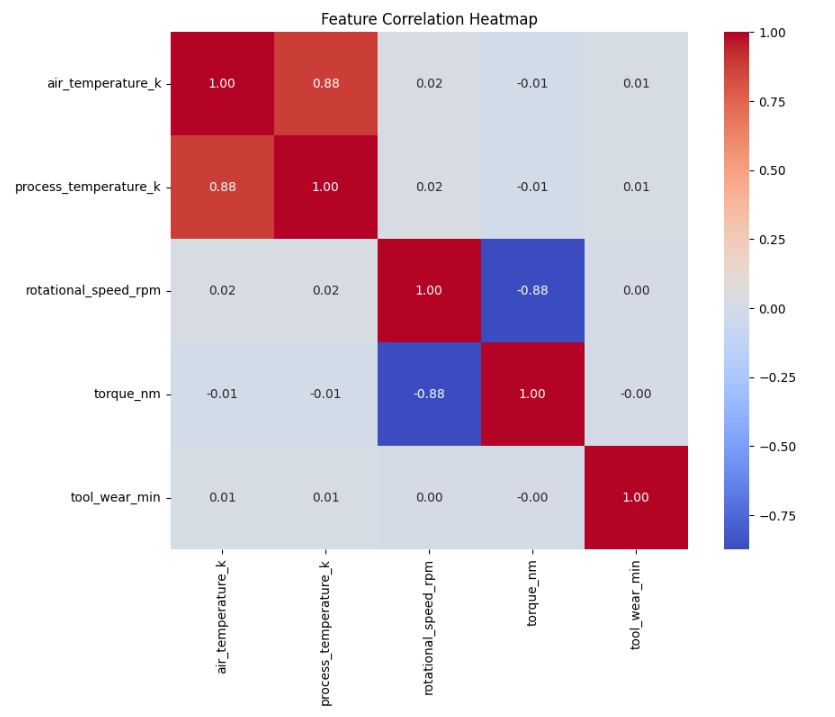 Feature Correlation Heatmap
air_temperature_k 1.00 0.88 0.02 -0.01 0.01
process_temperature_k 0.88 1.00 0.02 -0.01 0.01
rotational_speed_rpm 0.02 0.02 1.00 -0.88 0.00
torque_nm -0.01 -0.01 -0.88 1.00 -0.00
tool_wear_min 0.01 0.01 0.00 -0.00 1.00
air_temperature_k
process_temperature_k
rotational_speed_rpm
torque_nm
tool_wear_min
1.00
0.75
0.50
0.25
0.00
−0.25
−0.50
−0.75